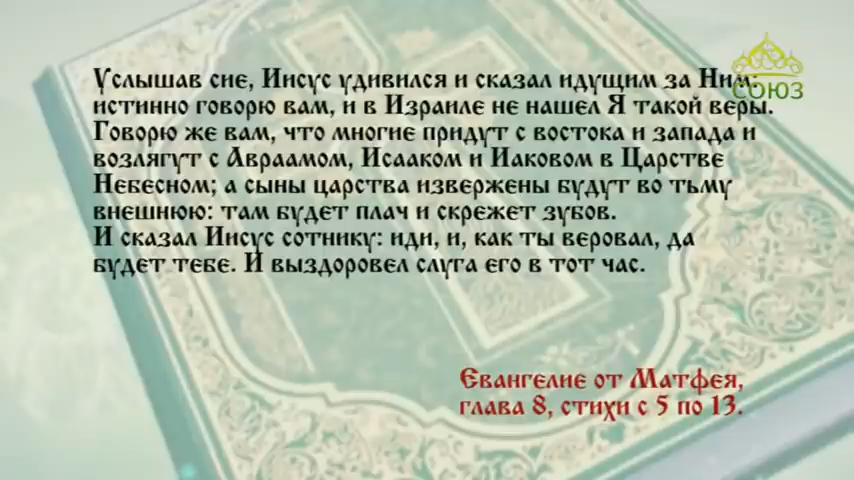 Услышав сие, Иисус удивился и сказал идущим за Ним:
истинно говорю вам, и в Израиле не нашел Я такой веры.
Говорю же вам, что многие придут с востока и запада и
возлягут с Авраамом, Исааком и Иаковом в Царстве
Небесном; а сыны царства извержены будут во тьму
внешнюю: там будет плач и скрежет зубов.
И сказал Иисус сотнику: иди, и, как ты веровал, да
будет тебе. И выздоровел слуга его в тот час.
СОЮЗ
Евангелие от Матфея,
глава 8, стихи с 5 по 13.